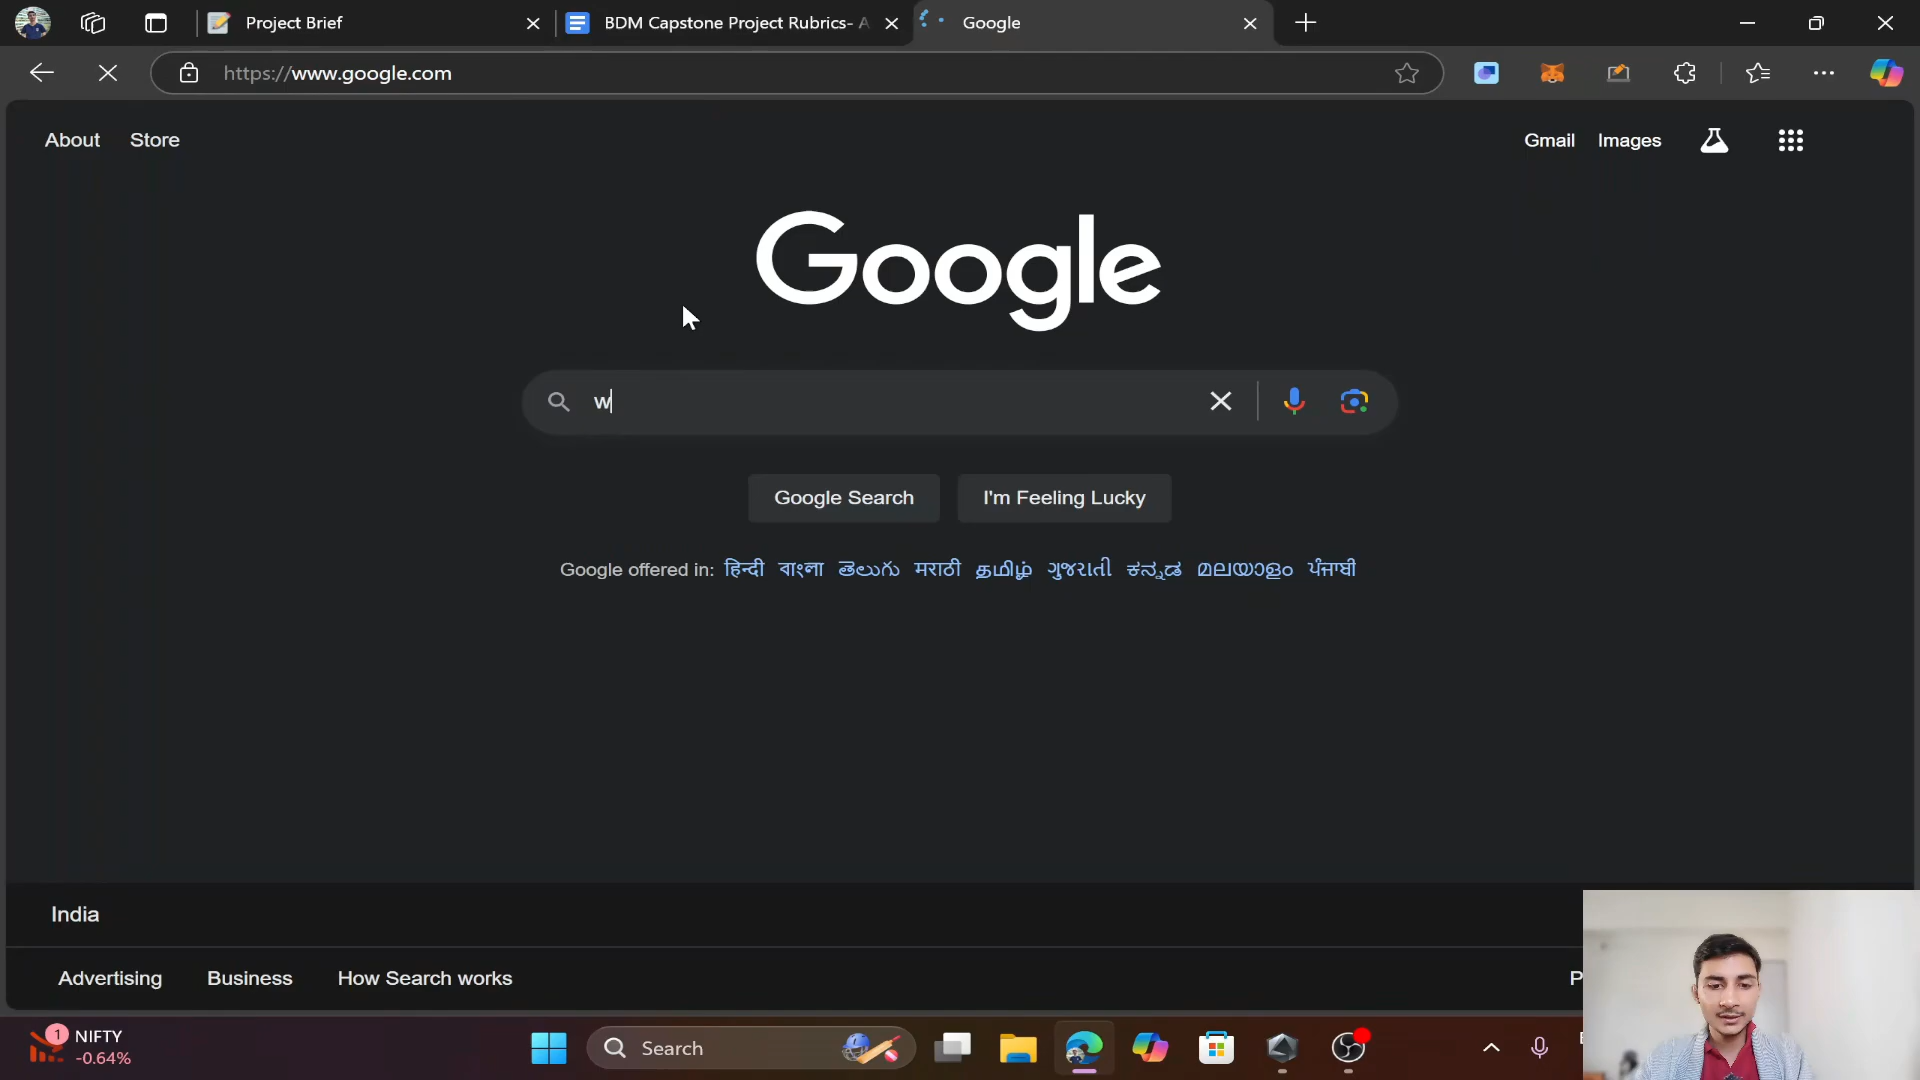 Project Brief
BDM Capstone Project Rubrics- A
Google
https://www.google.com
About Store
Gmail Images
Google
w
Google Search I'm Feeling Lucky
Google offered in: हिन्दी বাংলা తెలుగు मराठी தமிழ் ગુજરાતી ಕನ್ನಡ മലയാളം ਪੰਜਾਬੀ
India
Advertising Business How Search works
1 NIFTY
-0.64%
Search